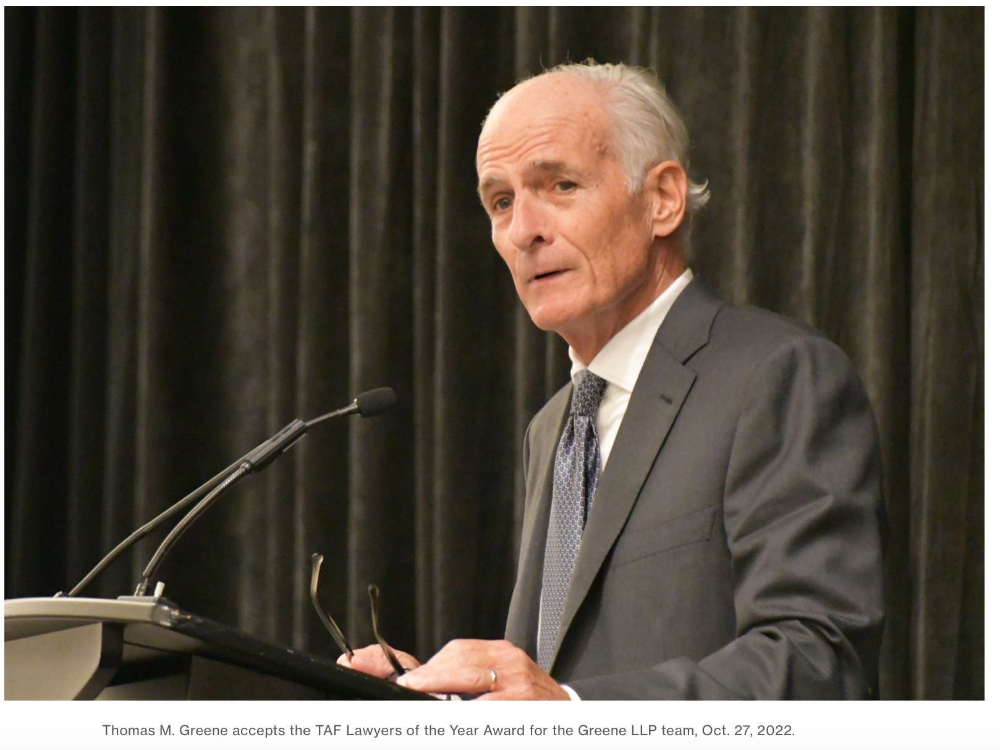 Thomas M. Greene accepts the TAF Lawyers of the Year Award for the Greene LLP team, Oct. 27, 2022.